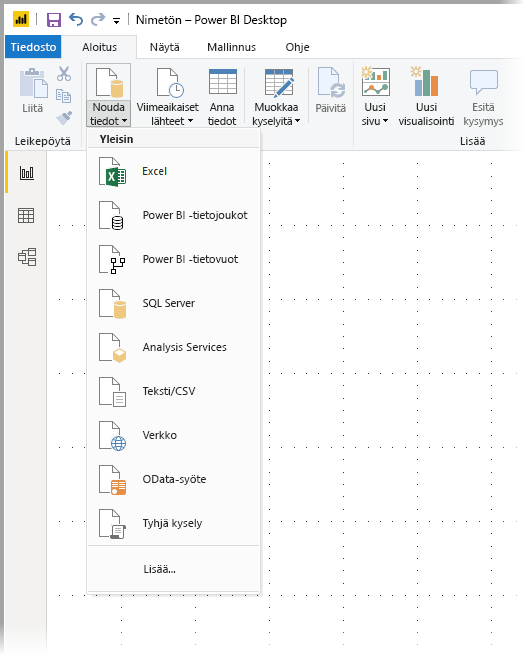 Nimetön – Power BI Desktop
Tiedosto Aloitus Näytä Mallinnus Ohje
Liitä
Nouda tiedot
Viimeaikaiset lähteet
Anna tiedot
Muokkaa kyselyitä
Päivitä
Uusi sivu
Uusi visualisointi
Esitä kysymys
Leikepöytä
Lisää
Yleisin
Excel
Power BI -tietojoukot
Power BI -tietovuot
SQL Server
Analysis Services
Teksti/CSV
Verkko
OData-syöte
Tyhjä kysely
Lisää...